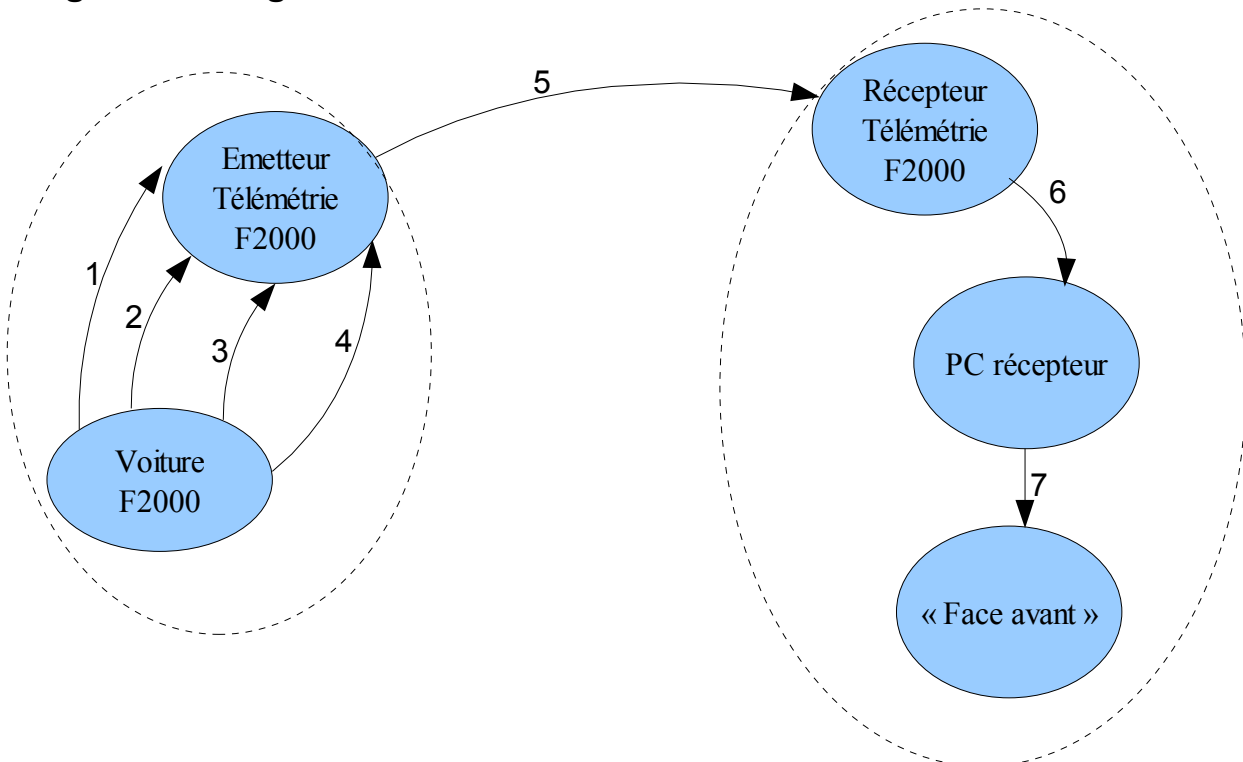 5
Récepteur
Télémétrie
F2000
Emetteur
Télémétrie
F2000
6
1
2
3
4
PC récepteur
Voiture
F2000
7
« Face avant »